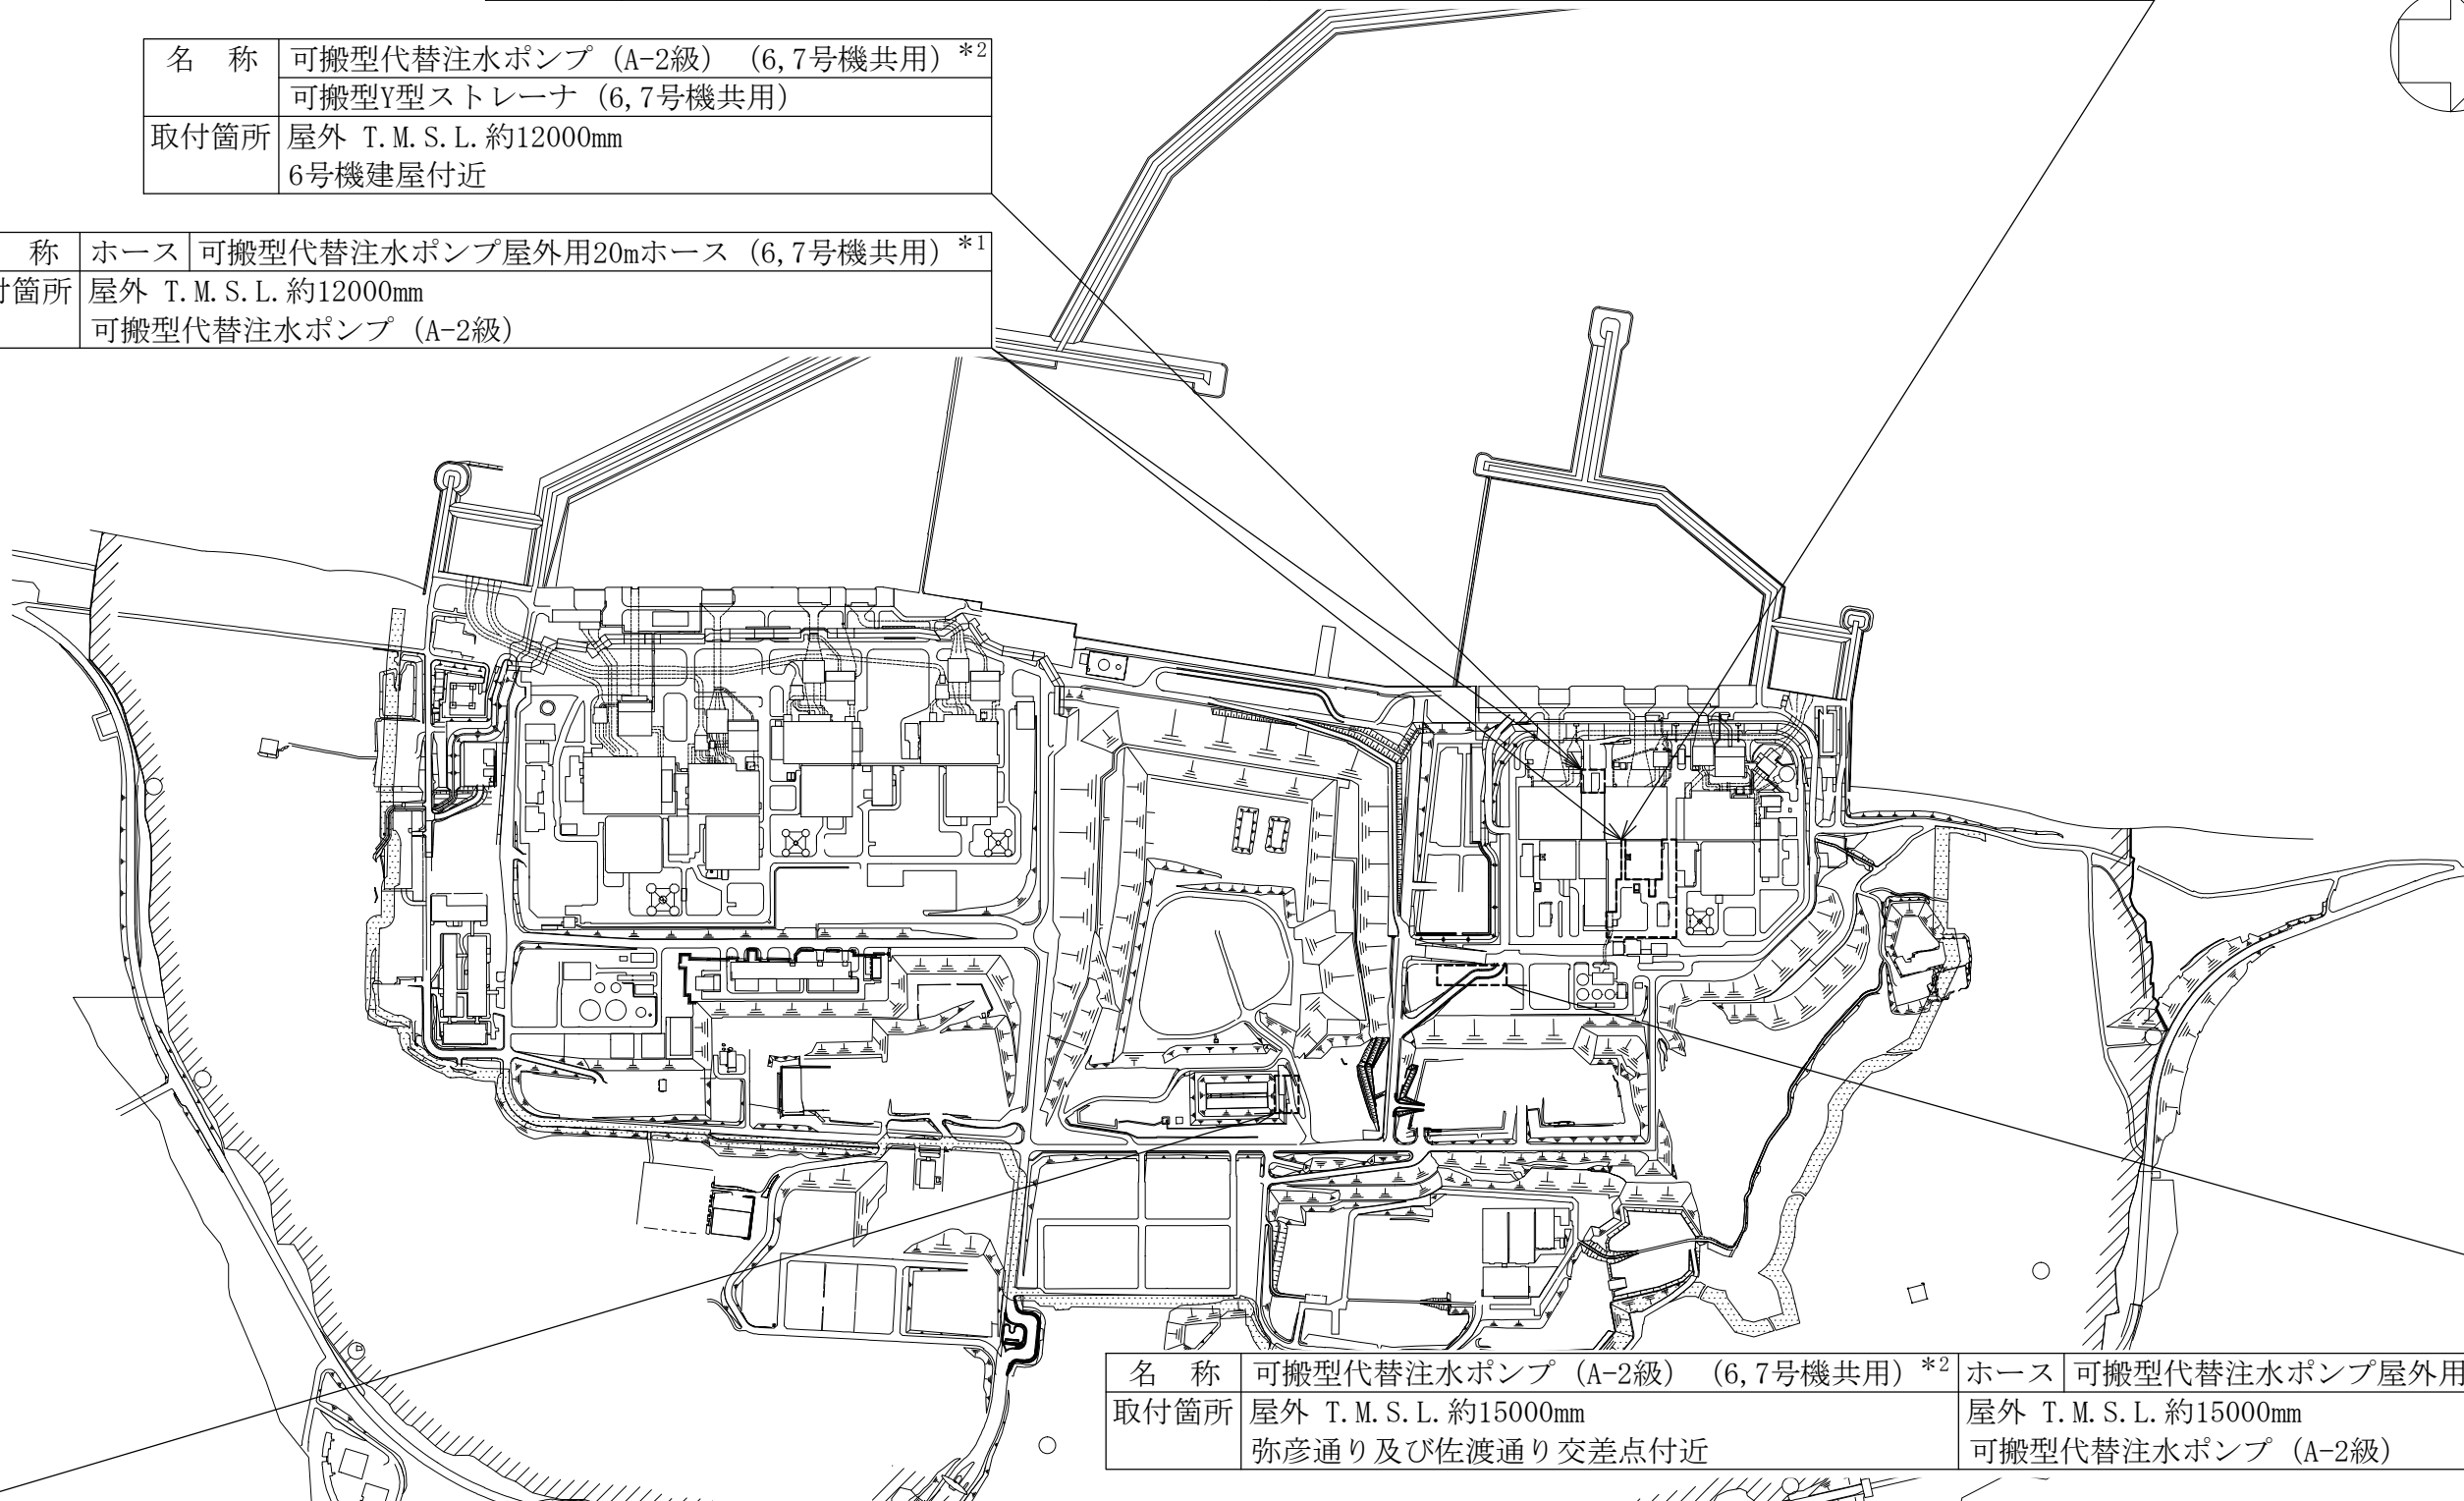 名 称 可搬型代替注水ポンプ(A-2級)(6,7号機共用)*2
可搬型Y型ストレーナ(6,7号機共用)
取付箇所 屋外 T.M.S.L.約12000mm
6号機建屋付近
称 ホース 可搬型代替注水ポンプ屋外用20mホース(6,7号機共用)*1
付箇所 屋外 T.M.S.L.約12000mm
可搬型代替注水ポンプ(A-2級)
名 称 可搬型代替注水ポンプ(A-2級)(6,7号機共用)*2 ホース 可搬型代替注水ポンプ屋外用
取付箇所 屋外 T.M.S.L.約15000mm 屋外 T.M.S.L.約15000mm
弥彦通り及び佐渡通り交差点付近 可搬型代替注水ポンプ(A-2級)